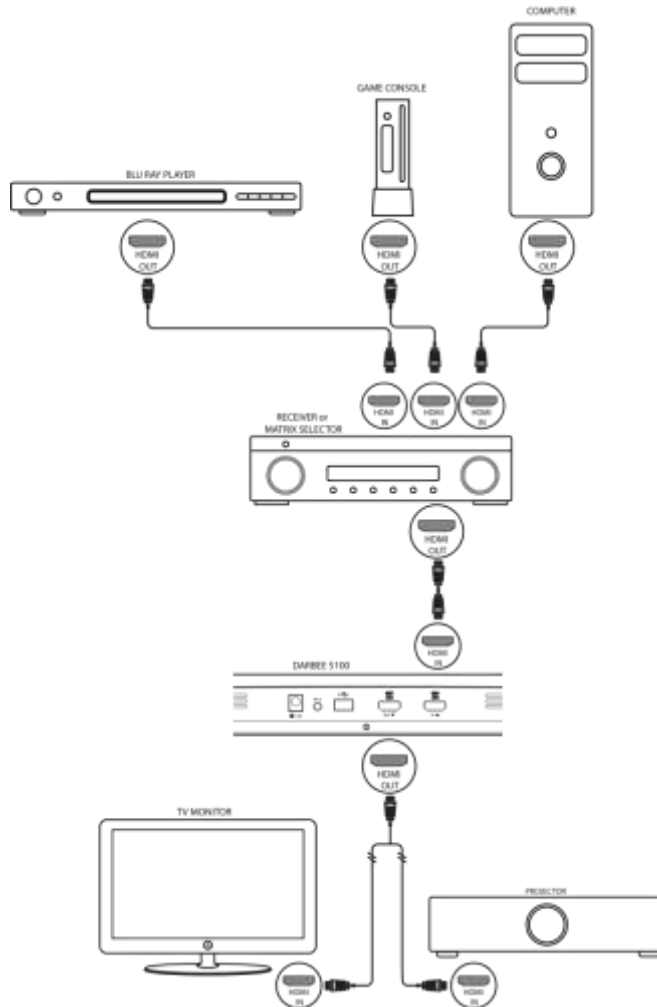 COMPUTER
GAME CONSOLE
BLU RAY PLAYER
HDMI
OUT
HDMI
OUT
HDMI
OUT
HDMI
IN
HDMI
IN
HDMI
IN
RECEIVER or
MATRIX SELECTOR
HDMI
OUT
HDMI
IN
DARBEE 5100
HDMI
OUT
TV MONITOR
PROJECTOR
HDMI
IN
HDMI
IN